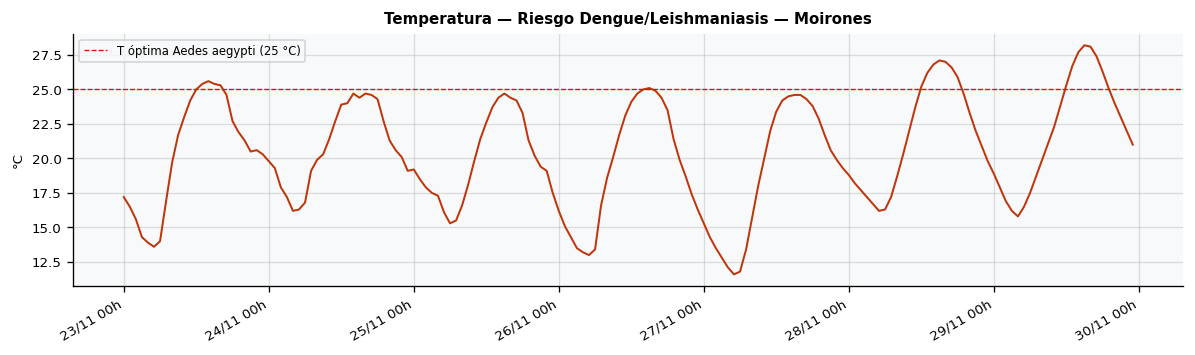 Temperatura — Riesgo Dengue/Leishmaniasis — Moirones
T óptima Aedes aegypti (25 °C)
°C
27.5
25.0
22.5
20.0
17.5
15.0
12.5
23/11 00h
24/11 00h
25/11 00h
26/11 00h
27/11 00h
28/11 00h
29/11 00h
30/11 00h